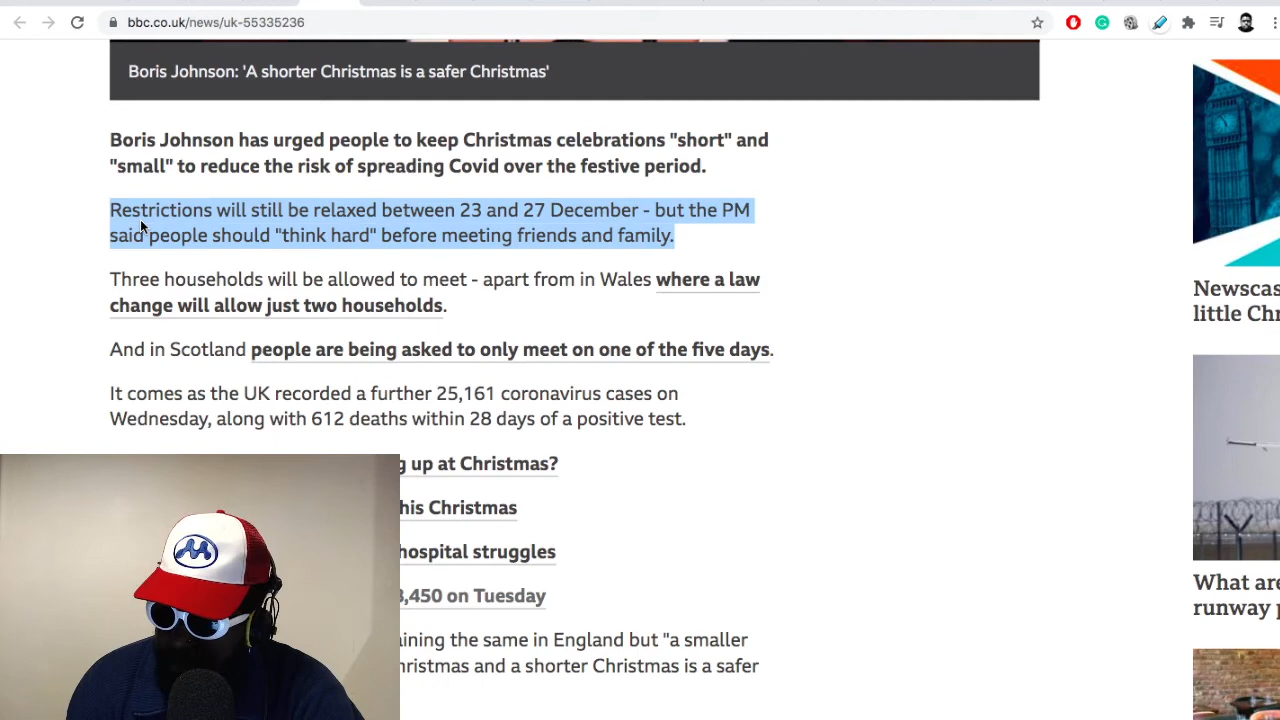 bbc.co.uk/news/uk-55335236
Boris Johnson: 'A shorter Christmas is a safer Christmas'
Boris Johnson has urged people to keep Christmas celebrations "short" and
"small" to reduce the risk of spreading Covid over the festive period.
Restrictions will still be relaxed between 23 and 27 December - but the PM
said people should "think hard" before meeting friends and family.
Three households will be allowed to meet - apart from in Wales where a law
change will allow just two households.
And in Scotland people are being asked to only meet on one of the five days.
It comes as the UK recorded a further 25,161 coronavirus cases on
Wednesday, along with 612 deaths within 28 days of a positive test.
g up at Christmas?
his Christmas
hospital struggles
,450 on Tuesday
aining the same in England but "a smaller
hristmas and a shorter Christmas is a safer
Newscas
little Chr
What are
runway p